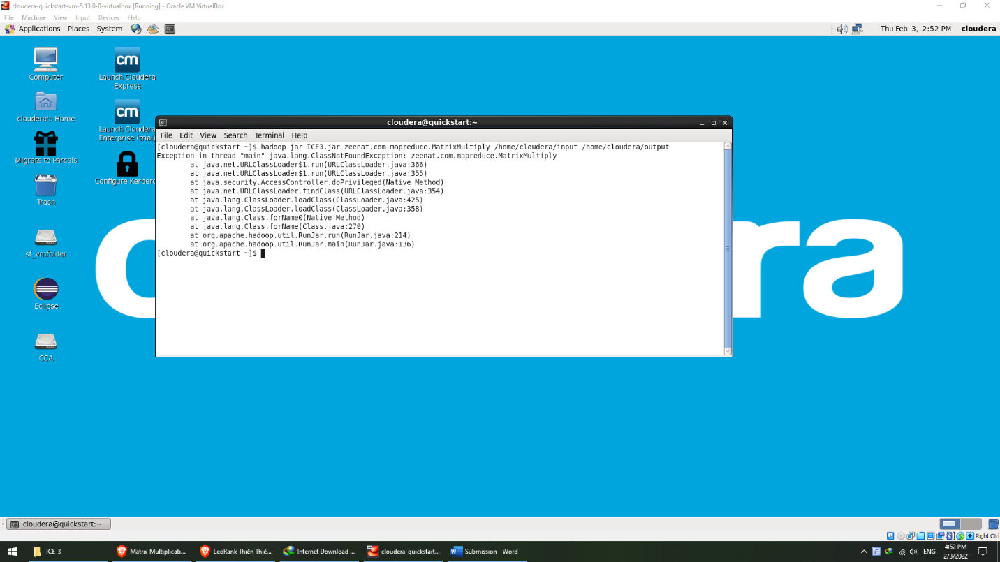 cloudera-quickstart-vm-5.13.0-0-virtualbox [Running] - Oracle VM VirtualBox
File Machine View Input Devices Help
Applications Places System
Thu Feb 3, 2:52 PM cloudera
Computer
cm
Launch Cloudera
Express
cloudera's Home
cm
Launch Cloudera
Enterprise (trial)
Migrate to Parcels
Configure Kerbero
Trash
sf_vmfolder
Eclipse
CCA
cloudera@quickstart:~
File Edit View Search Terminal Help
[cloudera@quickstart ~]$ hadoop jar ICE3.jar zeenat.com.mapreduce.MatrixMultiply /home/cloudera/input /home/cloudera/output
Exception in thread "main" java.lang.ClassNotFoundException: zeenat.com.mapreduce.MatrixMultiply
at java.net.URLClassLoader$1.run(URLClassLoader.java:366)
at java.net.URLClassLoader$1.run(URLClassLoader.java:355)
at java.security.AccessController.doPrivileged(Native Method)
at java.net.URLClassLoader.findClass(URLClassLoader.java:354)
at java.lang.ClassLoader.loadClass(ClassLoader.java:425)
at java.lang.ClassLoader.loadClass(ClassLoader.java:358)
at java.lang.Class.forName0(Native Method)
at java.lang.Class.forName(Class.java:270)
at org.apache.hadoop.util.RunJar.run(RunJar.java:214)
at org.apache.hadoop.util.RunJar.main(RunJar.java:136)
[cloudera@quickstart ~]$
ra
cloudera@quickstart:~
Right Ctrl
ICE-3
Matrix Multiplicati...
LeoRank Thiên Thiê...
Internet Download ...
cloudera-quickstart...
Submission - Word
ENG
4:52 PM
2/3/2022